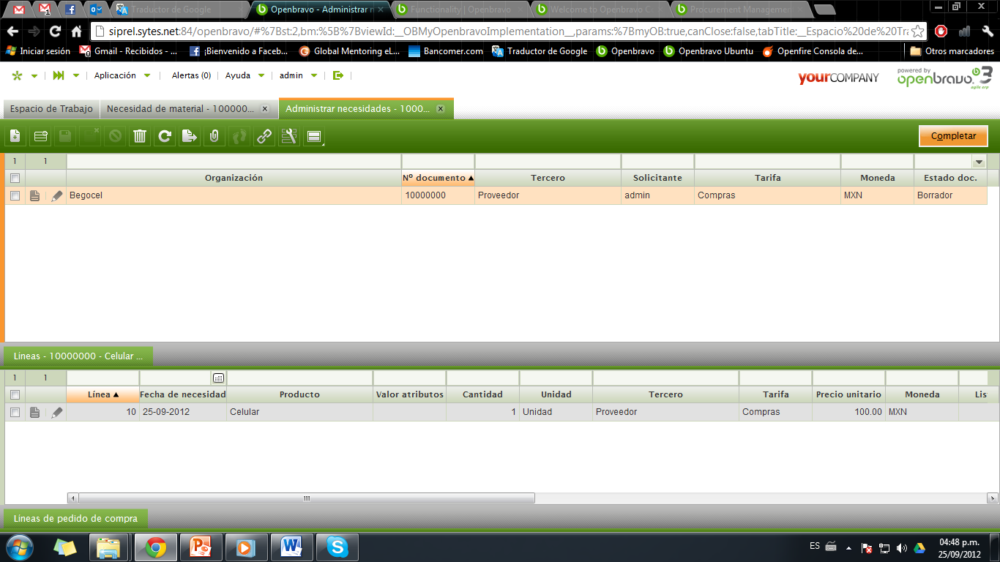 Traductor de Google
Openbravo - Administrar n
Functionality | Openbravo
Welcome to Openbravo C
Procurement Management
siprel.sytes.net:84/openbravo/#%7Bst:2,bm:%5B%7BviewId:__OBMyOpenbravoImplementation__,params:%7BmyOB:true,canClose:false,tabTitle:__Espacio%20de%20Tra
Iniciar sesión
Gmail - Recibidos - ...
¡Bienvenido a Faceb...
Global Mentoring eL...
Bancomer.com
Traductor de Google
Openbravo
Openbravo Ubuntu
Openfire Consola de...
Otros marcadores
Aplicación
Alertas (0)
Ayuda
admin
yourCOMPANY
powered by
openbravo 3
agile erp
Espacio de Trabajo
Necesidad de material - 100000...
Administrar necesidades - 1000...
Completar
1 1
Organización Nº documento Tercero Solicitante Tarifa Moneda Estado doc.
Begocel 10000000 Proveedor admin Compras MXN Borrador
Lineas - 10000000 - Celular ...
1 1
Línea Fecha de necesidad Producto Valor atributos Cantidad Unidad Tercero Tarifa Precio unitario Moneda Lis
10 25-09-2012 Celular 1 Unidad Proveedor Compras 100.00 MXN
Líneas de pedido de compra
ES
04:48 p.m.
25/09/2012